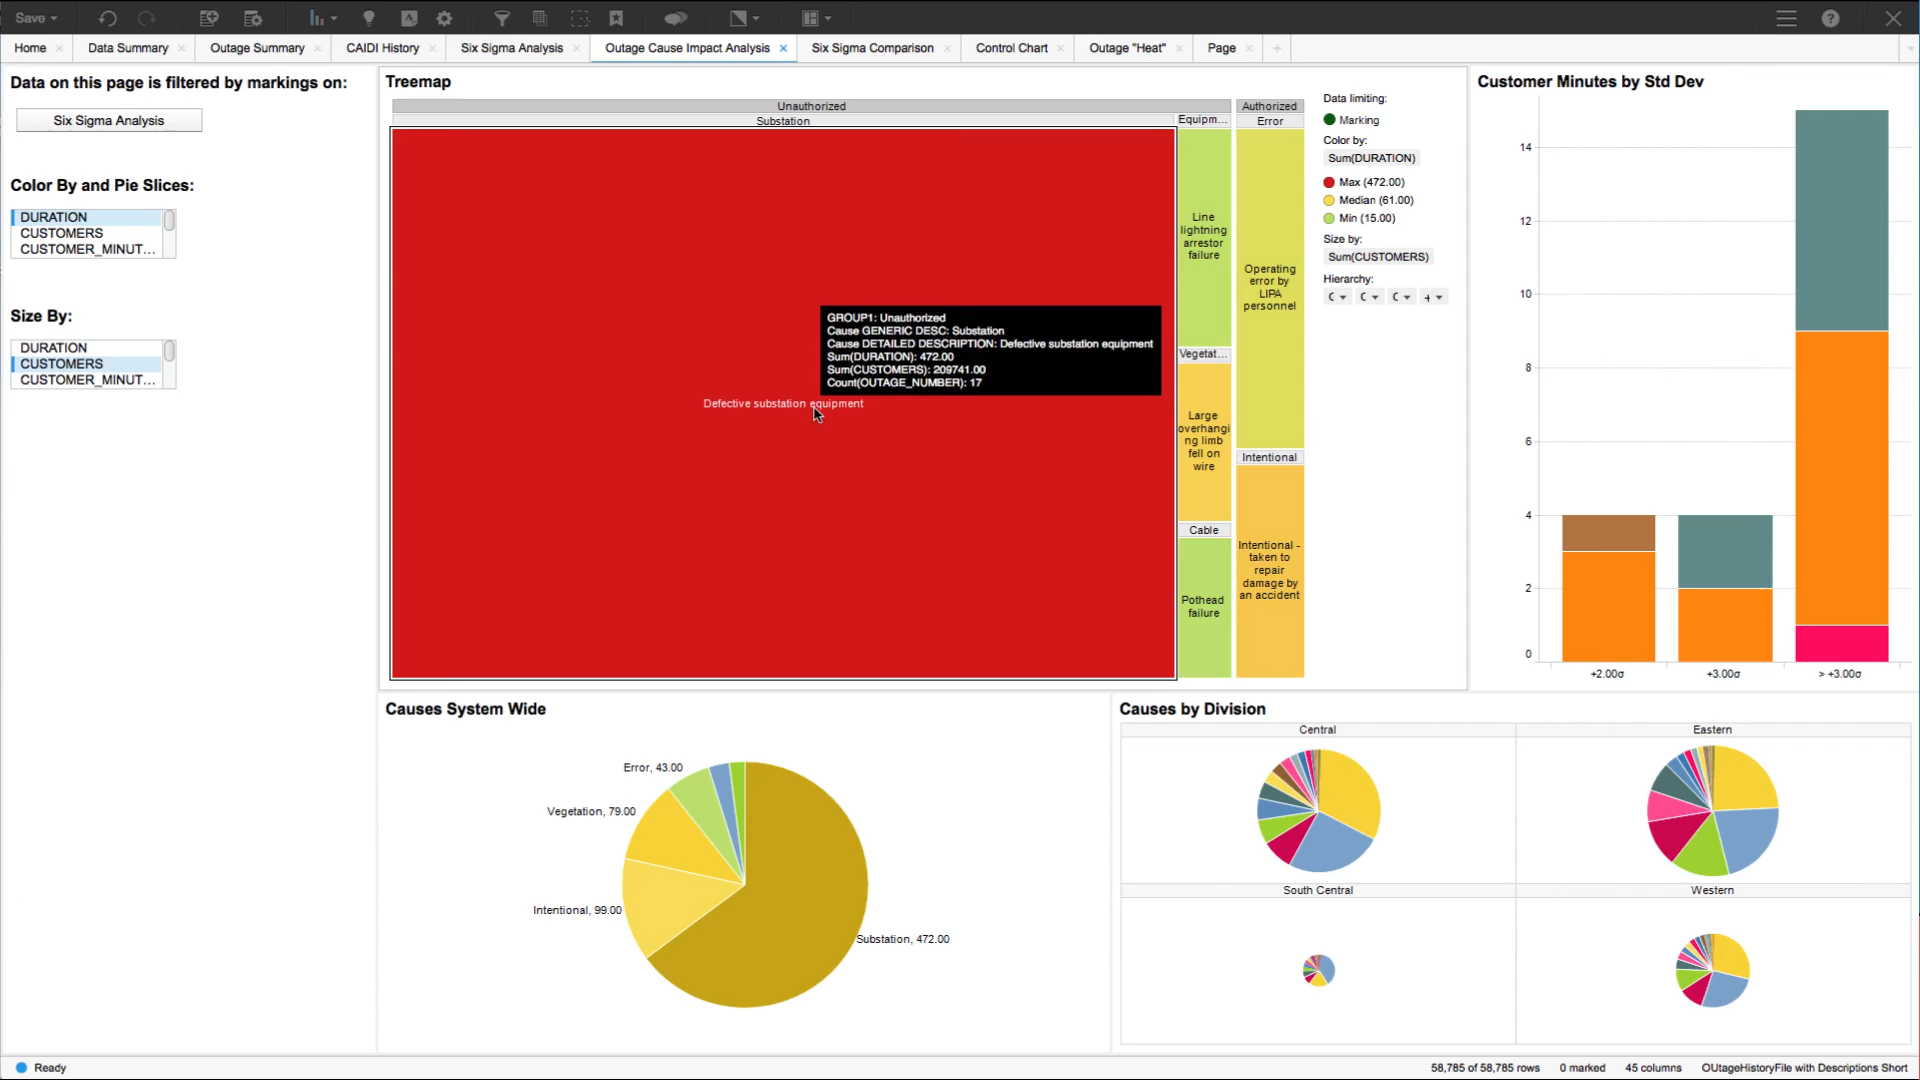 Save
Home
Data Summary
Outage Summary
CAIDI History
Six Sigma Analysis
Outage Cause Impact Analysis
Six Sigma Comparison
Control Chart
Outage "Heat"
Page
Data on this page is filtered by markings on:
Six Sigma Analysis
Color By and Pie Slices:
DURATION
CUSTOMERS
CUSTOMER_MINUT...
Size By:
DURATION
CUSTOMERS
CUSTOMER_MINUT...
Treemap
Unauthorized
Authorized
Substation
Equipm...
Error
Line
lightning
arrestor
failure
Operating
error by
LIPA
personnel
GROUP1: Unauthorized
Cause GENERIC DESC: Substation
Cause DETAILED DESCRIPTION: Defective substation equipment
Sum(DURATION): 472.00
Sum(CUSTOMERS): 209741.00
Count(OUTAGE_NUMBER): 17
Defective substation equipment
Vegetat...
Large
overhangi
ng limb
fell on
wire
Intentional
Cable
Pothead
failure
Intentional -
taken to
repair
damage by
an accident
Data limiting:
Marking
Color by:
Sum(DURATION)
Max (472.00)
Median (61.00)
Min (15.00)
Size by:
Sum(CUSTOMERS)
Hierarchy:
C C C +
Customer Minutes by Std Dev
14
12
10
8
6
4
2
0
+2.00σ
+3.00σ
> +3.00σ
Causes System Wide
Error, 43.00
Vegetation, 79.00
Intentional, 99.00
Substation, 472.00
Causes by Division
Central
Eastern
South Central
Western
Ready
58,785 of 58,785 rows
0 marked
45 columns
OUtageHistoryFile with Descriptions Short